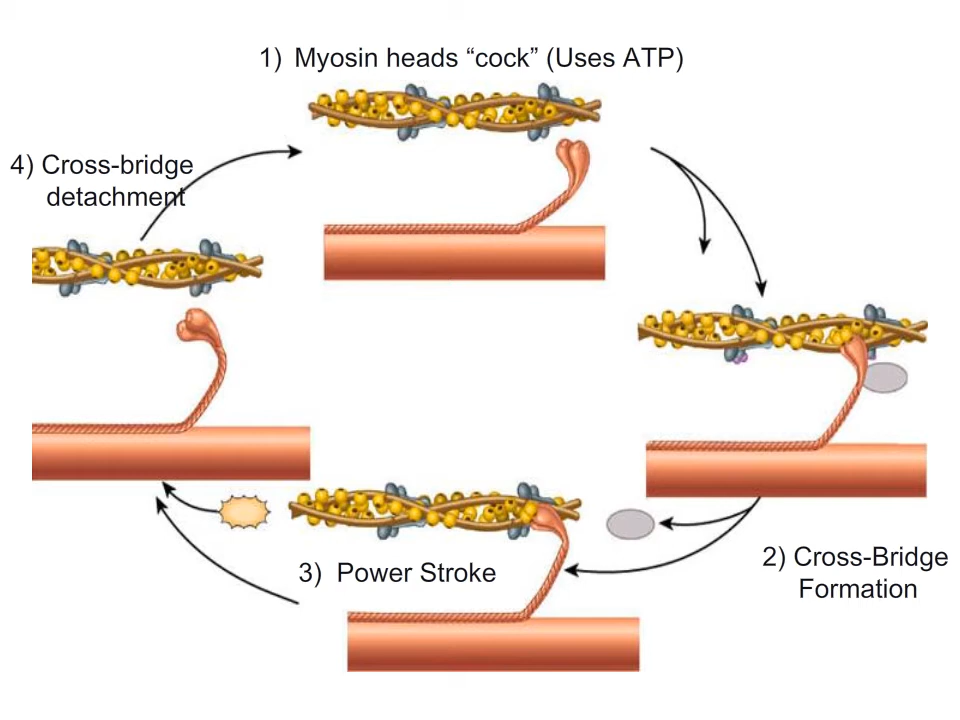 1) Myosin heads “cock” (Uses ATP)
4) Cross-bridge
detachment
3) Power Stroke
2) Cross-Bridge
Formation